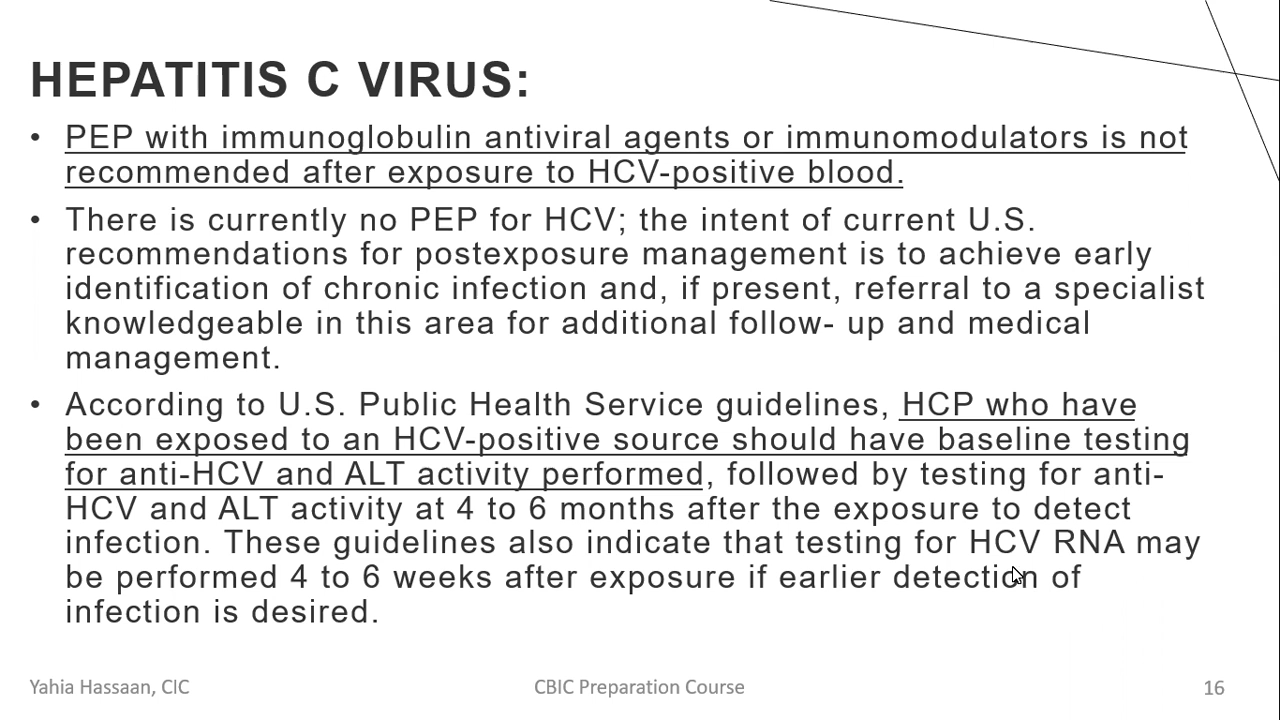 HEPATITIS C VIRUS:
• PEP with immunoglobulin antiviral agents or immunomodulators is not
recommended after exposure to HCV-positive blood.
• There is currently no PEP for HCV; the intent of current U.S.
recommendations for postexposure management is to achieve early
identification of chronic infection and, if present, referral to a specialist
knowledgeable in this area for additional follow- up and medical
management.
• According to U.S. Public Health Service guidelines, HCP who have
been exposed to an HCV-positive source should have baseline testing
for anti-HCV and ALT activity performed, followed by testing for anti-
HCV and ALT activity at 4 to 6 months after the exposure to detect
infection. These guidelines also indicate that testing for HCV RNA may
be performed 4 to 6 weeks after exposure if earlier detection of
infection is desired.
Yahia Hassaan, CIC
CBIC Preparation Course
16